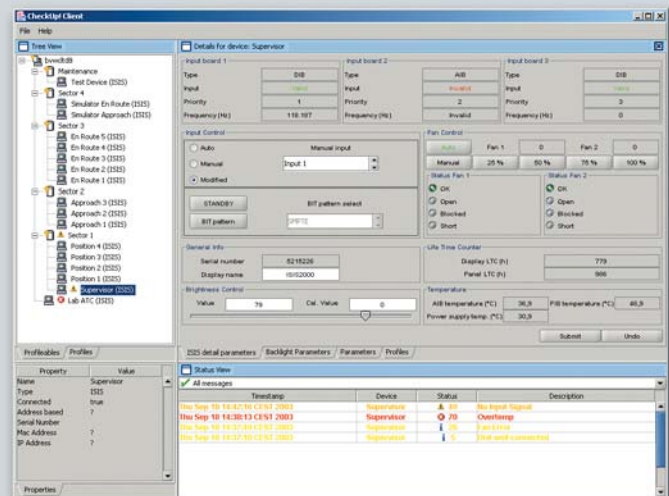 CheckUp! Client
File Help
Tree View
bvwdtd9
Maintenance
Test Device (ISIS)
Sector 4
Simulator En Route (ISIS)
Simulator Approach (ISIS)
Sector 3
En Route 5 (ISIS)
En Route 4 (ISIS)
En Route 3 (ISIS)
En Route 2 (ISIS)
En Route 1 (ISIS)
Sector 2
Approach 3 (ISIS)
Approach 2 (ISIS)
Approach 1 (ISIS)
Sector 1
Position 4 (ISIS)
Position 3 (ISIS)
Position 2 (ISIS)
Position 1 (ISIS)
Supervisor (ISIS)
Lab ATC (ISIS)
Profileables Profiles
Property Value
Name Supervisor
Type ISIS
Connected true
Address based ?
Serial Number
Mac Address ?
IP Address ?
Properties
Details for device: Supervisor
Input board 1 Input board 2 Input board 3
Type DIB Type AIB Type DIB
Input Valid Input Invalid Input
Priority 1 Priority 2 Priority 3
Frequency (Hz) 118.187 Frequency (Hz) Invalid Frequency (Hz) 0
Input Control
Auto Manual input
Manual Input 1
Modified
STANDBY BIT pattern select
BIT pattern SMPTE
Fan Control
Auto Fan 1 0 Fan 2 0
Manual 25 % 50 % 75 % 100 %
Status Fan 1 Status Fan 2
OK OK
Open Open
Blocked Blocked
Short Short
General Info
Serial number 5215226
Display name ISIS2000
Life Time Counter
Display LTC (h) 779
Panel LTC (h)
Brightness Control
Value 79 Cal. Value 0
Temperature
AIB temperature (°C) 36,9 PIB temperature (°C) 46,9
Power supply temp. (°C) 30,9
Submit Undo
ISIS detail parameters Backlight Parameters Parameters Profiles
Status View
All messages
Timestamp Device Status Description
Thu Sep 18 14:42:16 CEST 2003 Supervisor No Input Signal
Thu Sep 18 14:38:13 CEST 2003 Supervisor 70 Overtemp
CEST 2003 Supervisor Fan Error
CEST 2003 Supervisor unit connected